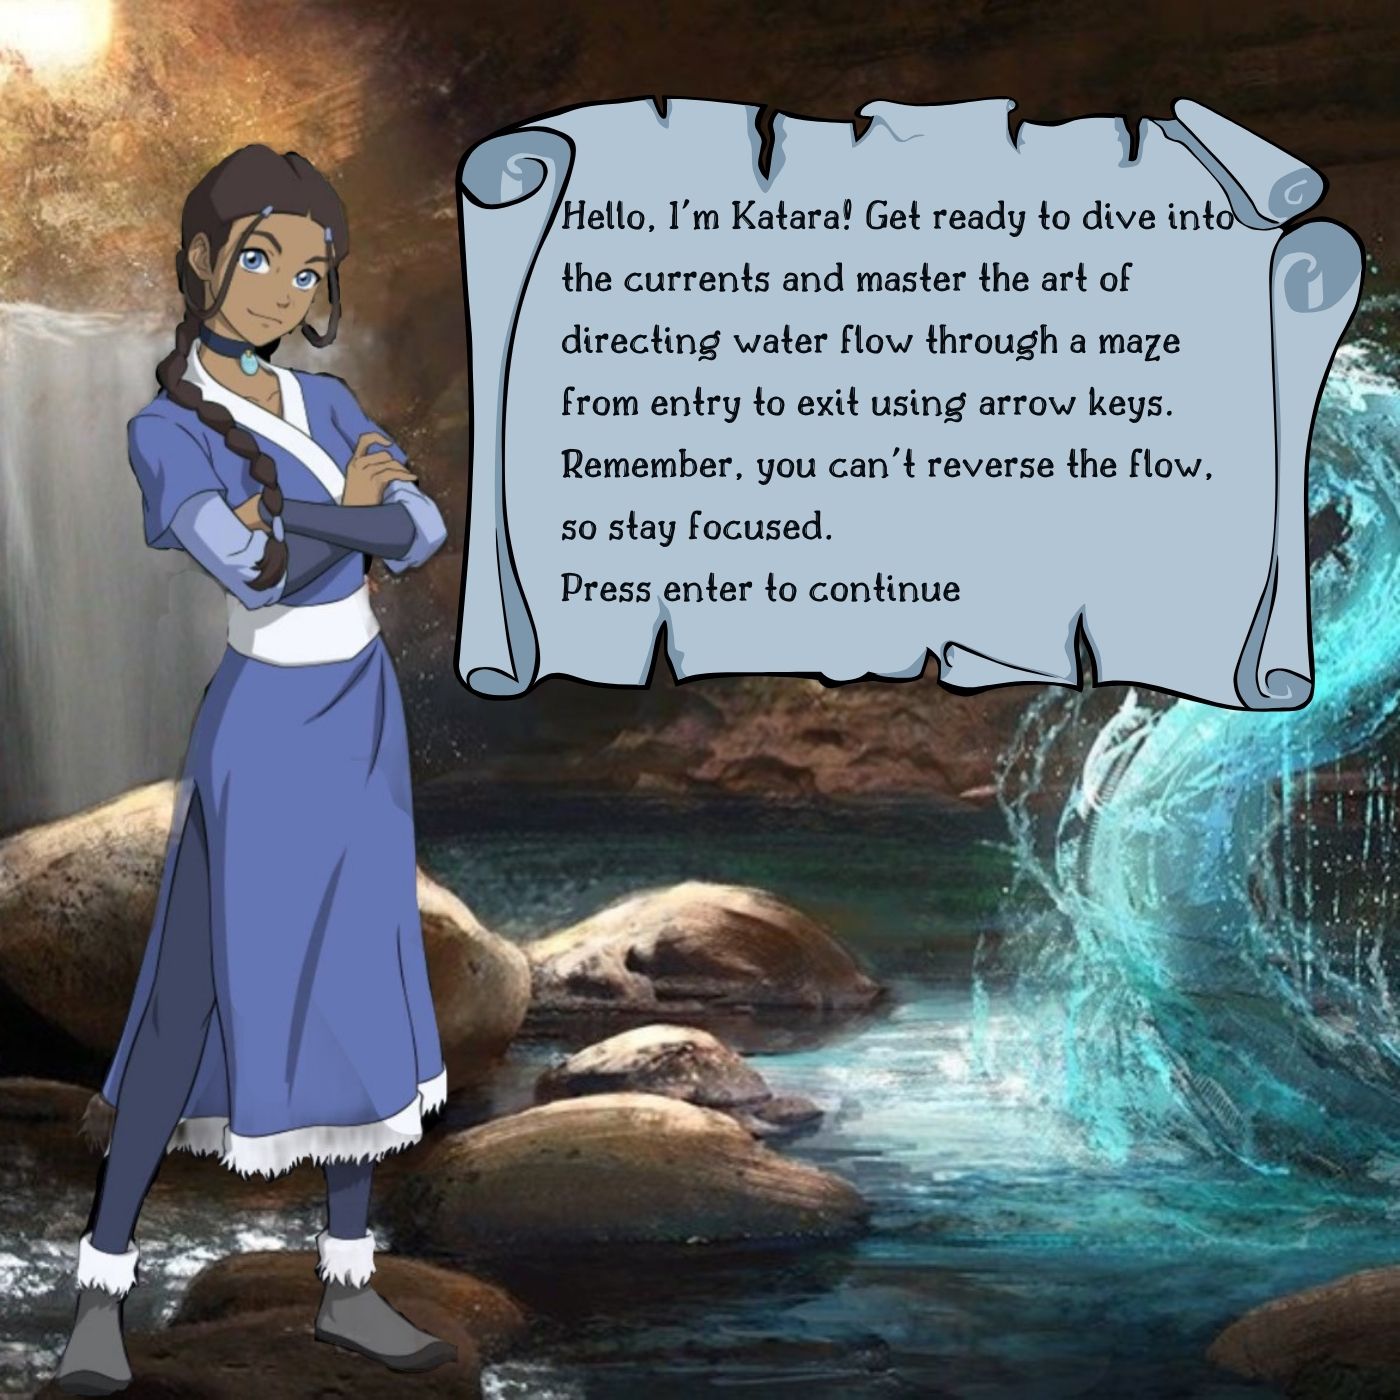 Hello, I'm Katara! Get ready to dive into
the currents and master the art of
directing water flow through a maze
from entry to exit using arrow keys.
Remember, you can't reverse the flow,
so stay focused.
Press enter to continue